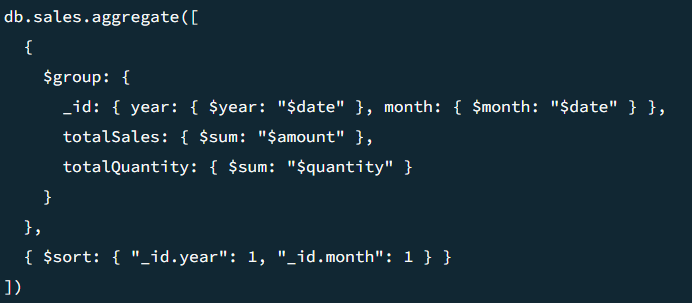 db.sales.aggregate([
  {
    $group: {
      _id: { year: { $year: "$date" }, month: { $month: "$date" } },
      totalSales: { $sum: "$amount" },
      totalQuantity: { $sum: "$quantity" }
    }
  },
  { $sort: { "_id.year": 1, "_id.month": 1 } }
])